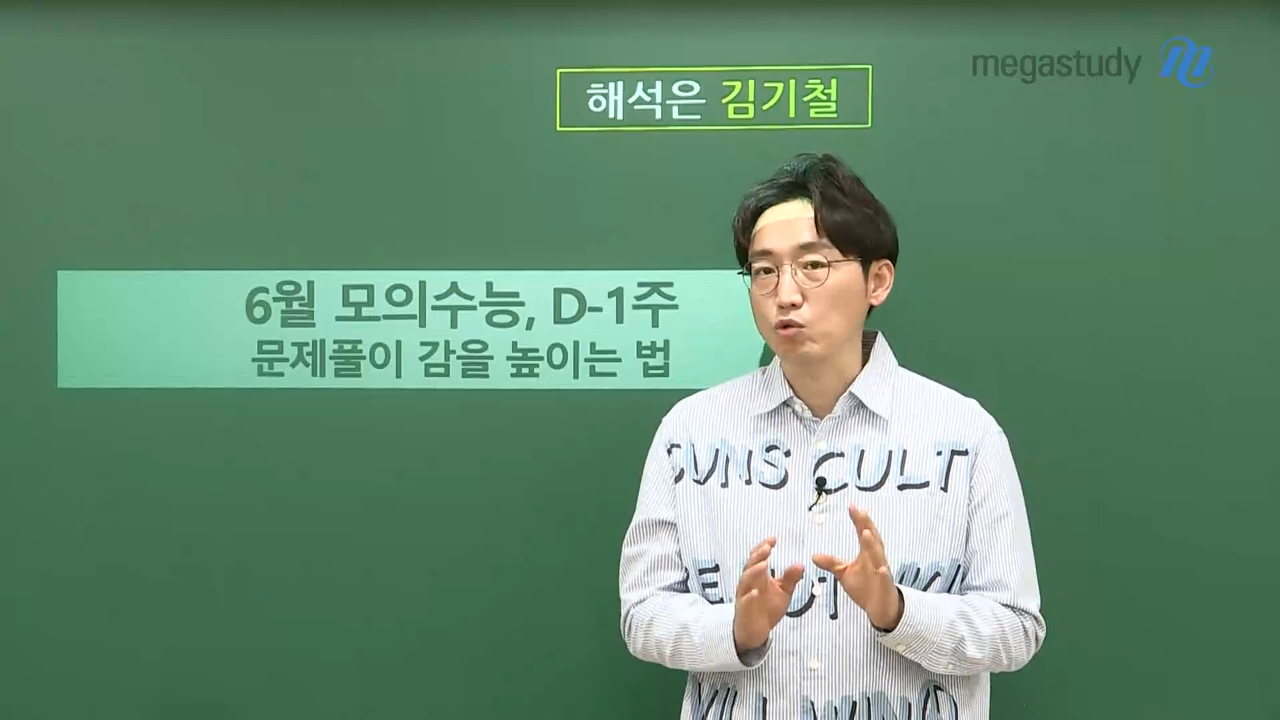 megastudy
해석은 김기철
6월 모의수능, D-1주
문제풀이 감을 높이는 법
CULT